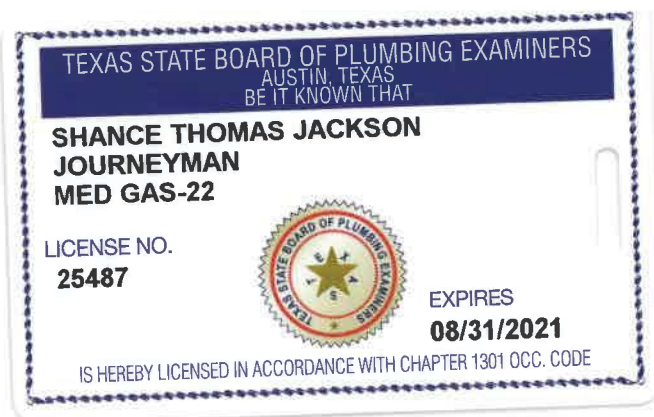 TEXAS STATE BOARD OF PLUMBING EXAMINERS
AUSTIN, TEXAS
BE IT KNOWN THAT
SHANCE THOMAS JACKSON
JOURNEYMAN
MED GAS-22
LICENSE NO.
25487
TEXAS STATE BOARD OF PLUMBING EXAMINERS
TEXAS
EXPIRES
08/31/2021
IS HEREBY LICENSED IN ACCORDANCE WITH CHAPTER 1301 OCC. CODE